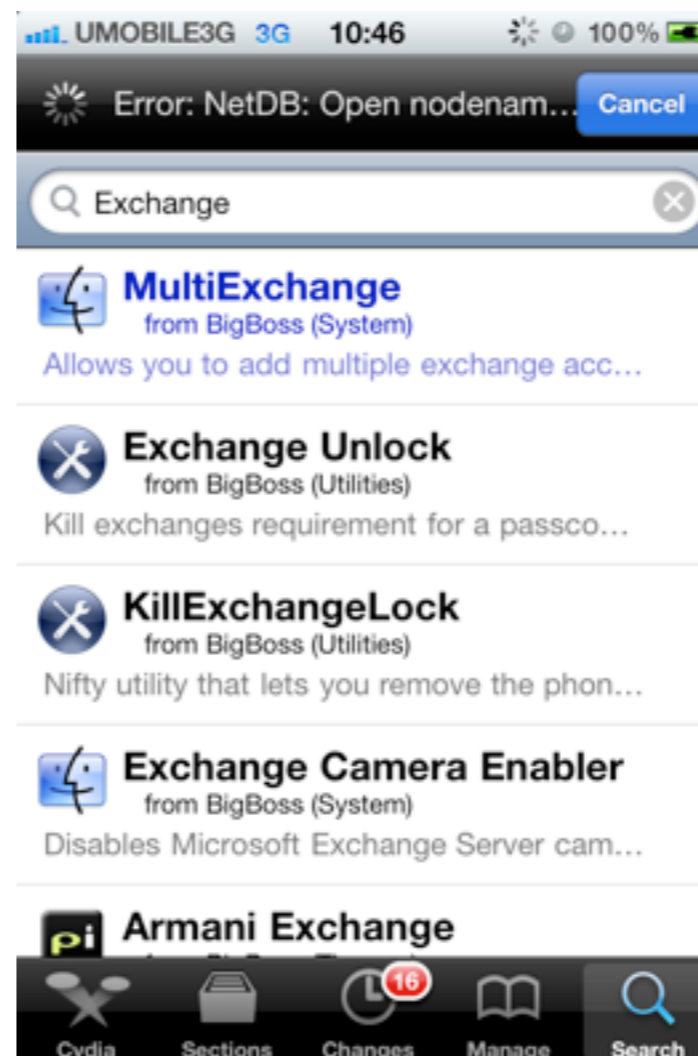 UMOBILE3G 3G 10:46 100%
Error: NetDB: Open nodenam... Cancel
Exchange
MultiExchange
from BigBoss (System)
Allows you to add multiple exchange acc...
Exchange Unlock
from BigBoss (Utilities)
Kill exchanges requirement for a passco...
KillExchangeLock
from BigBoss (Utilities)
Nifty utility that lets you remove the phon...
Exchange Camera Enabler
from BigBoss (System)
Disables Microsoft Exchange Server cam...
pi Armani Exchange
16
Cydia Sections Changes Manage Search